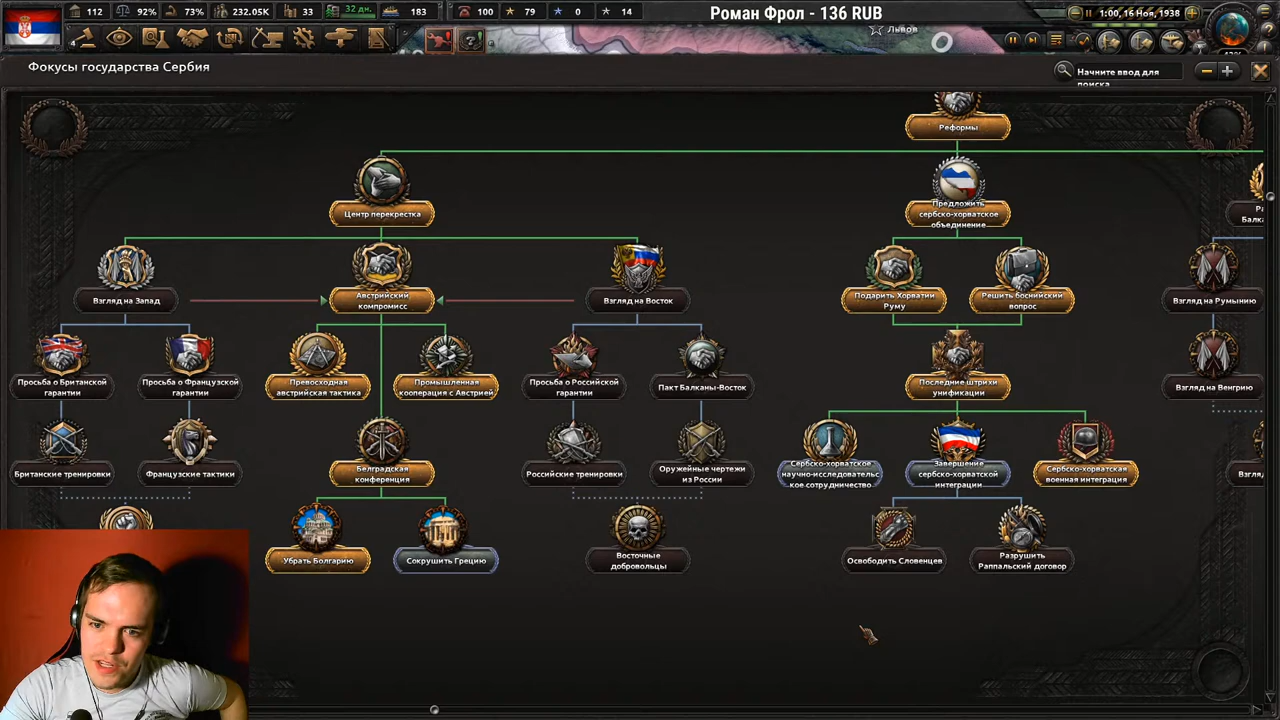 112
92%
73%
232.05K
33
32 дн.
183
100
79
0
14
Роман Фрол - 136 RUB
1:00, 16 Ноя, 1938
Львов
Фокусы государства Сербия
Начните ввод для
поиска
Реформы
Центр перекрестка
Предложить
сербско-хорватское
объединение
Взгляд на Запад
Австрийский
компромисс
Взгляд на Восток
Подарить Хорватии
Руму
Решить боснийский
вопрос
Взгляд на Румынию
Просьба о Британской
гарантии
Просьба о Французской
гарантии
Превосходная
австрийская тактика
Промышленная
кооперация с Австрией
Просьба о Российской
гарантии
Пакт Балканы-Восток
Последние штрихи
унификации
Взгляд на Венгрию
Британские тренировки
Французские тактики
Белградская
конференция
Российские тренировки
Оружейные чертежи
из России
Сербско-хорватское
научно-исследовательс
кое сотрудничество
Завершение
сербско-хорватской
интеграции
Сербско-хорватская
военная интеграция
Убрать Болгарию
Сокрушить Грецию
Восточные
добровольцы
Освободить Словенцев
Разрушить
Раппальский договор